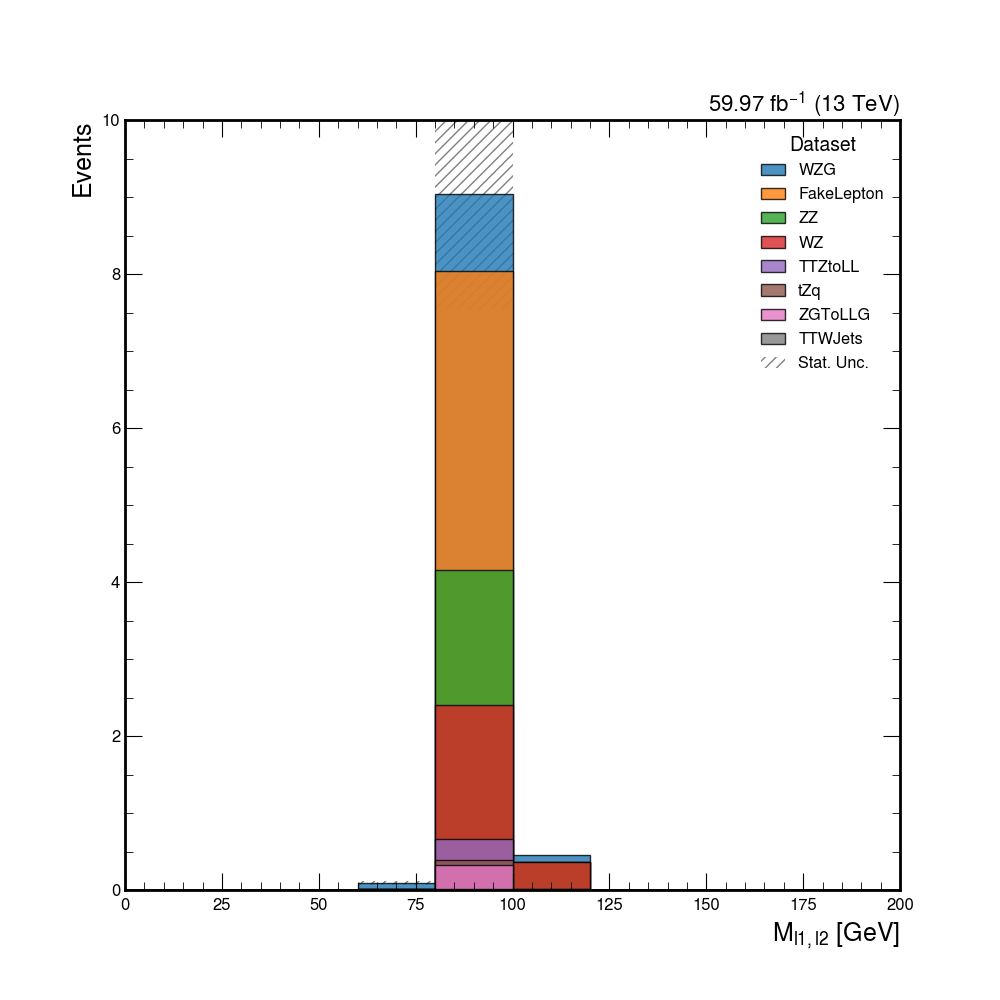 59.97 fb⁻¹ (13 TeV)
Events
10
8
6
4
2
0
Dataset
WZG
FakeLepton
ZZ
WZ
TTZtoLL
tZq
ZGToLLG
TTWJets
Stat. Unc.
0 25 50 75 100 125 150 175 200
M_{l1, l2} [GeV]